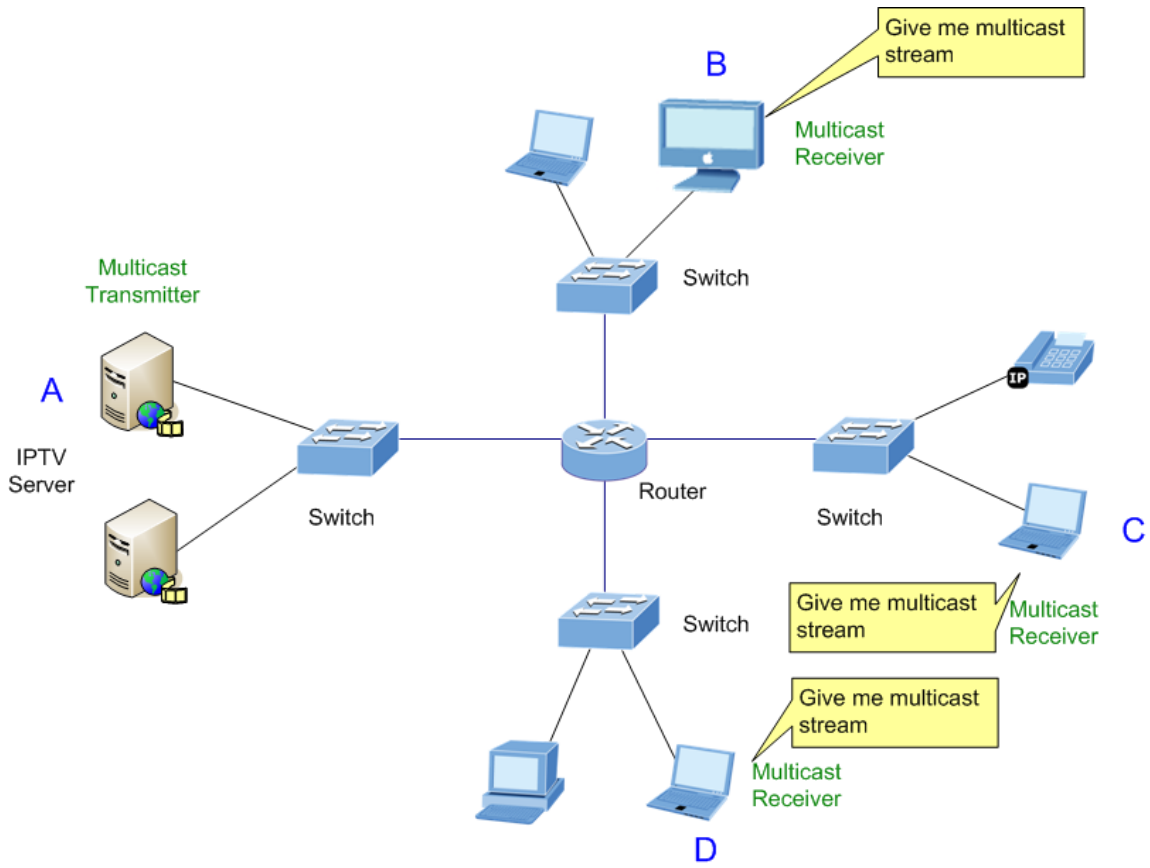 Give me multicast
stream
B
Multicast
Receiver
Switch
Multicast
Transmitter
A
IPTV
Server
Switch
Router
IP
Switch
C
Give me multicast
stream
Multicast
Receiver
Switch
Give me multicast
stream
Multicast
Receiver
D